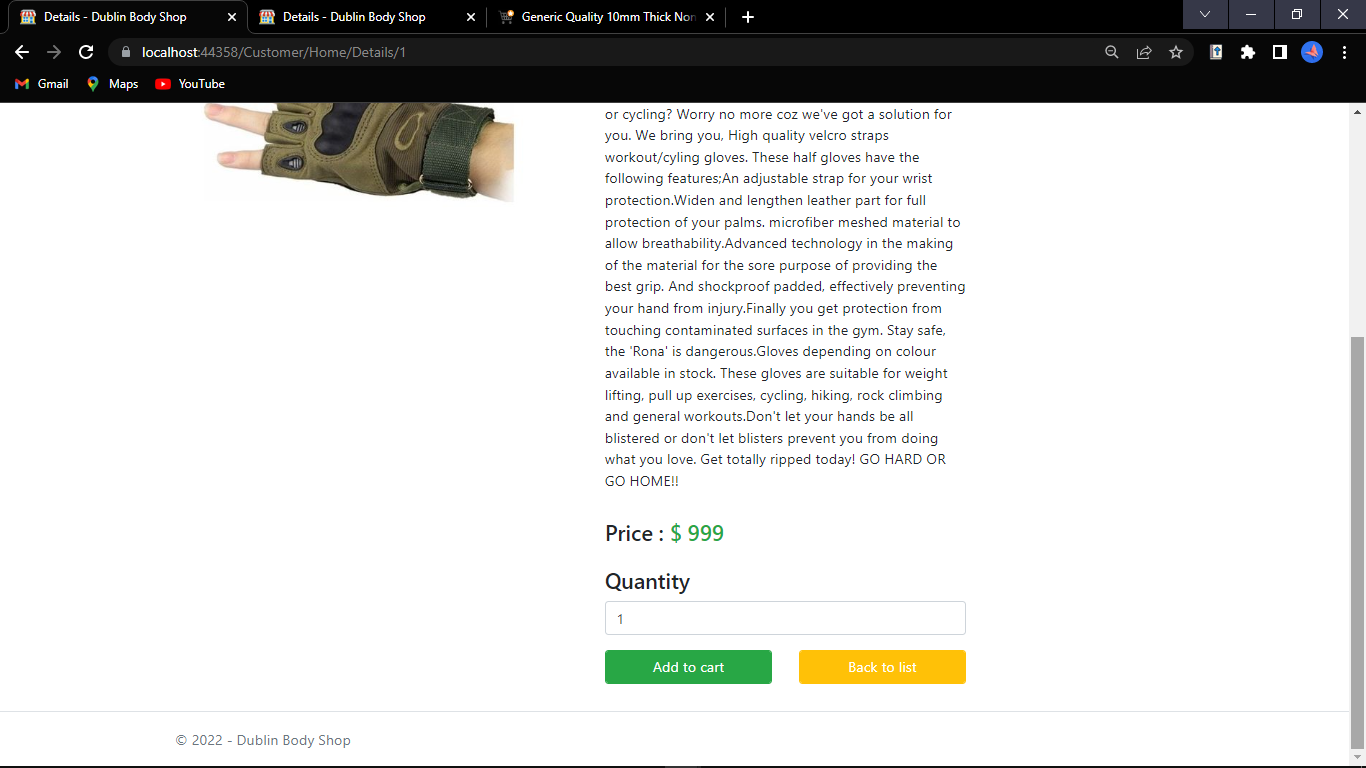 Details - Dublin Body Shop
Details - Dublin Body Shop
Generic Quality 10mm Thick Non
localhost:44358/Customer/Home/Details/1
Gmail
Maps
YouTube
or cycling? Worry no more coz we've got a solution for
you. We bring you, High quality velcro straps
workout/cyling gloves. These half gloves have the
following features;An adjustable strap for your wrist
protection.Widen and lengthen leather part for full
protection of your palms. microfiber meshed material to
allow breathability.Advanced technology in the making
of the material for the sore purpose of providing the
best grip. And shockproof padded, effectively preventing
your hand from injury.Finally you get protection from
touching contaminated surfaces in the gym. Stay safe,
the 'Rona' is dangerous.Gloves depending on colour
available in stock. These gloves are suitable for weight
lifting, pull up exercises, cycling, hiking, rock climbing
and general workouts.Don't let your hands be all
blistered or don't let blisters prevent you from doing
what you love. Get totally ripped today! GO HARD OR
GO HOME!!
Price : $ 999
Quantity
1
Add to cart
Back to list
© 2022 - Dublin Body Shop